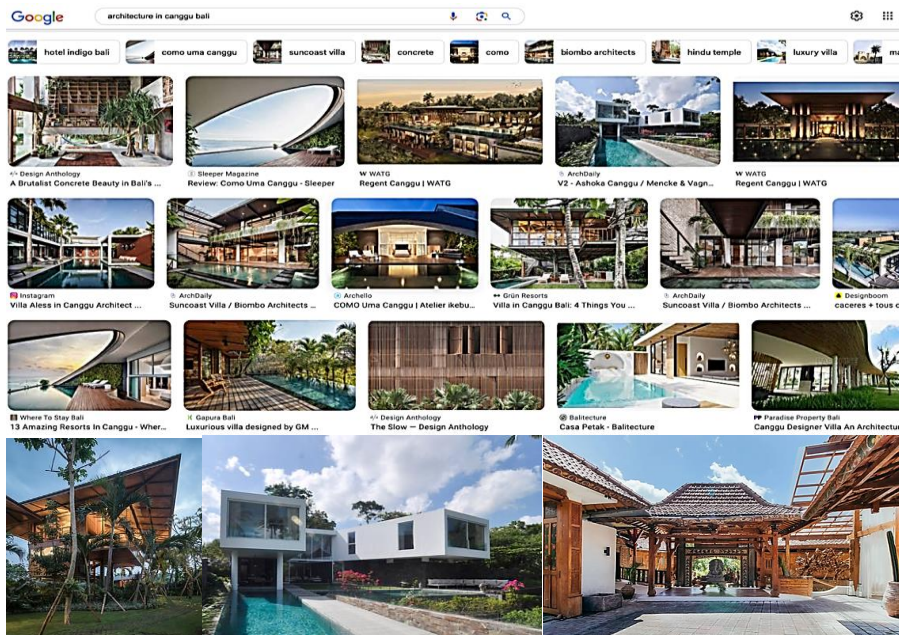 Google
architecture in canggu bali
hotel indigo bali
como uma canggu
suncoast villa
concrete
como
biombo architects
hindu temple
luxury villa
Design Anthology
A Brutalist Concrete Beauty in Bali's ...
Sleeper Magazine
Review: Como Uma Canggu - Sleeper
WATG
Regent Canggu | WATG
ArchDaily
V2 - Ashoka Canggu / Mencke & Vagn...
WATG
Regent Canggu | WATG
Instagram
Villa Aless in Canggu Architect ...
ArchDaily
Suncoast Villa / Biombo Architects ...
Archello
COMO Uma Canggu | Atelier ikebu...
Grün Resorts
Villa in Canggu Bali: 4 Things You ...
ArchDaily
Suncoast Villa / Biombo Architects ...
Designboom
caceres + tous
Where To Stay Bali
13 Amazing Resorts In Canggu - Wher...
Gapura Bali
Luxurious villa designed by GM ...
Design Anthology
The Slow — Design Anthology
Balitecture
Casa Petak - Balitecture
Paradise Property Bali
Canggu Designer Villa An Architectur